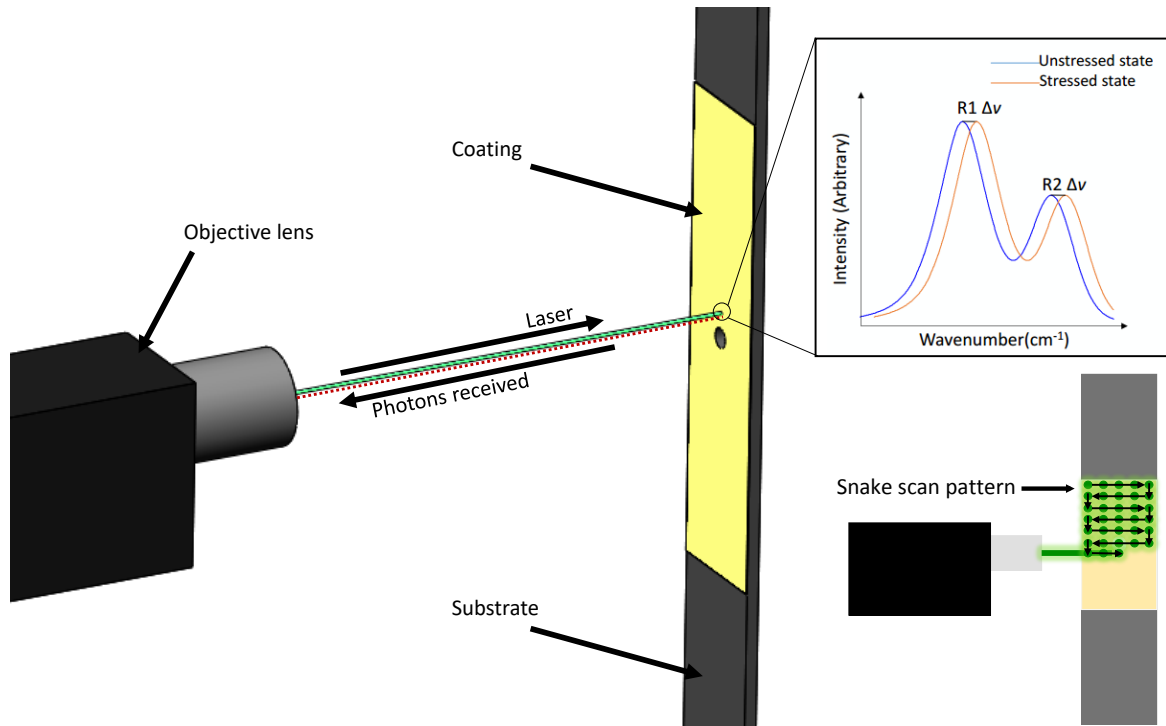 Unstressed state
Stressed state
R1 Δν
R2 Δν
Intensity (Arbitrary)
Wavenumber(cm⁻¹)
Coating
Objective lens
Laser
Photons received
Snake scan pattern
Substrate